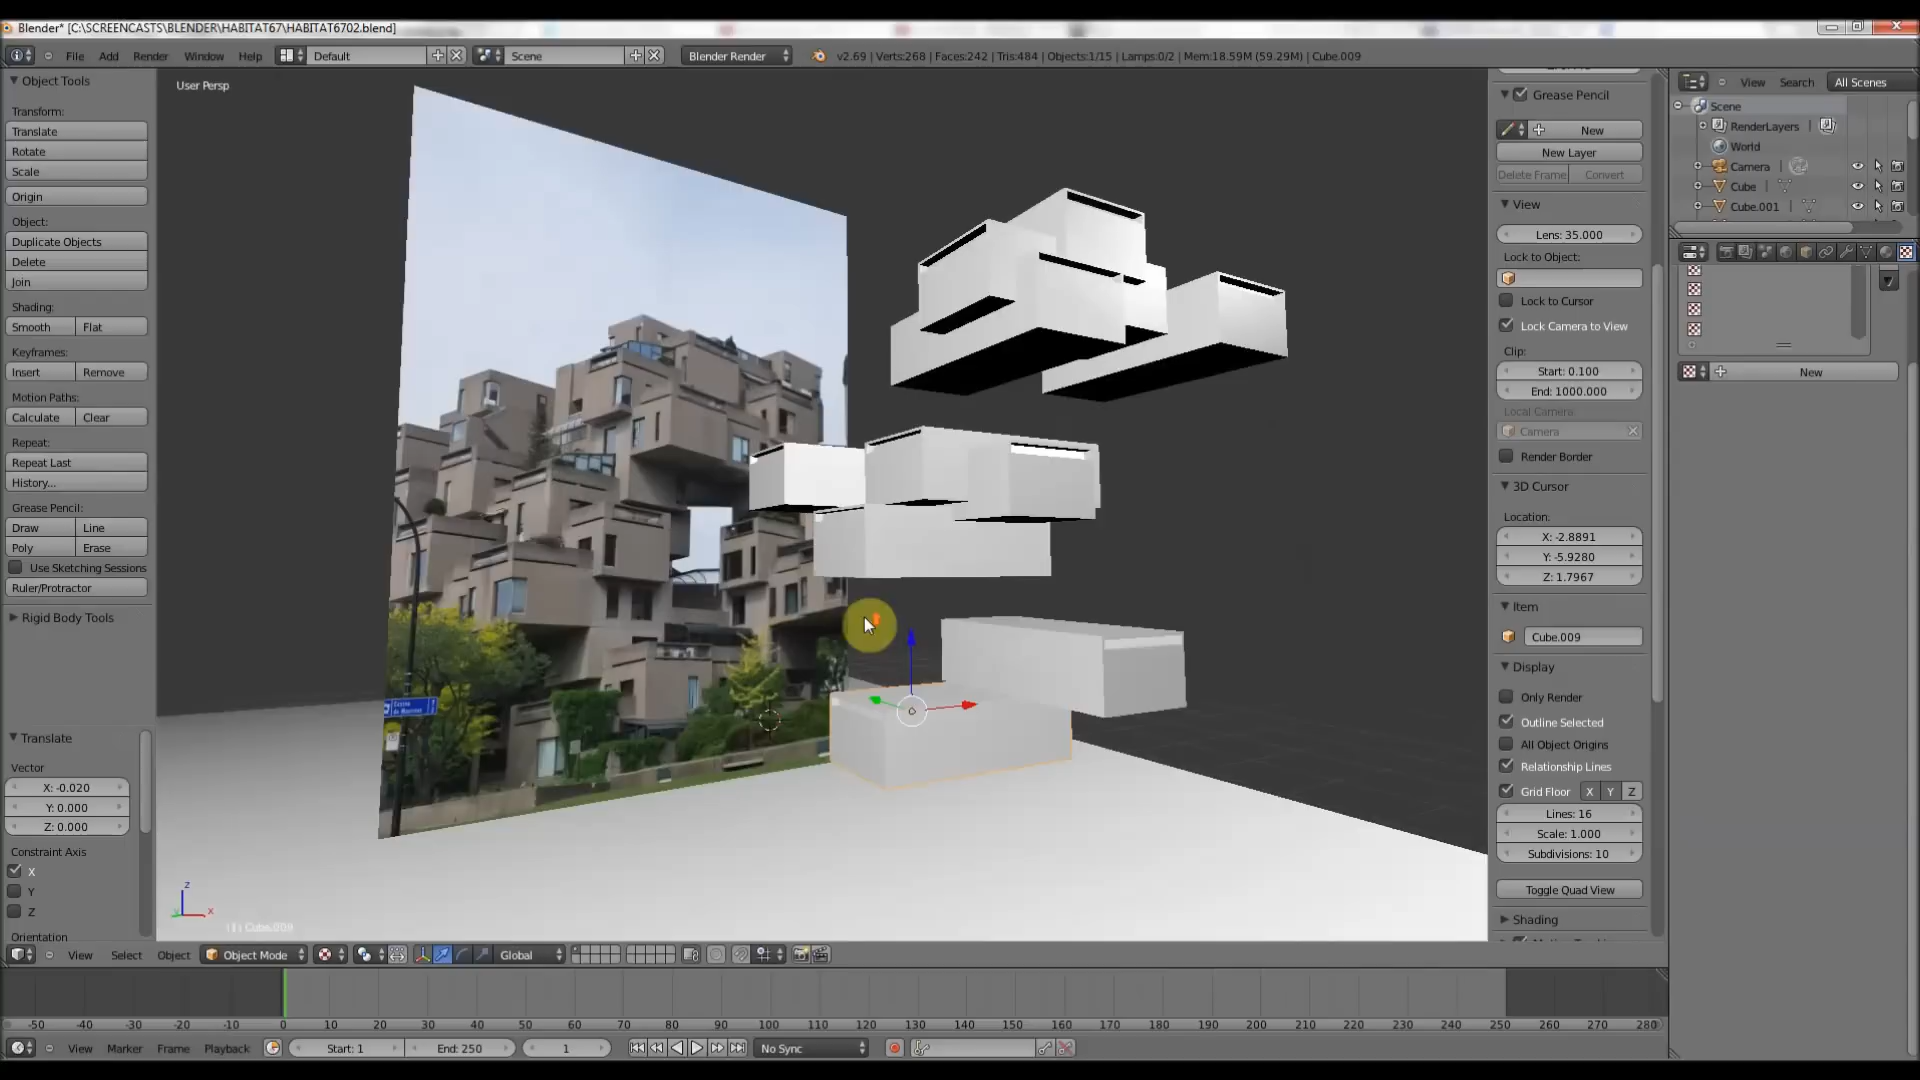 Blender* [C:\SCREENCASTS\BLENDER\HABITAT67\HABITAT6702.blend]
File Add Render Window Help Default Scene Blender Render v2.69 | Verts:268 | Faces:242 | Tris:484 | Objects:1/15 | Lamps:0/2 | Mem:18.59M (59.29M) | Cube.009
Object Tools
Transform:
Translate
Rotate
Scale
Origin
Object:
Duplicate Objects
Delete
Join
Shading:
Smooth Flat
Keyframes:
Insert Remove
Motion Paths:
Calculate Clear
Repeat:
Repeat Last
History...
Grease Pencil:
Draw Line
Poly Erase
Use Sketching Sessions
Ruler/Protractor
Rigid Body Tools
Translate
Vector
X: -0.020
Y: 0.000
Z: 0.000
Constraint Axis
X
Y
Z
Orientation
User Persp
z
x
(1) Cube.009
Grease Pencil
New
New Layer
Delete Frame Convert
View
Lens: 35.000
Lock to Object:
Lock to Cursor
Lock Camera to View
Clip:
Start: 0.100
End: 1000.000
Local Camera
Camera
Render Border
3D Cursor
Location:
X: -2.8891
Y: -5.9280
Z: 1.7967
Item
Cube.009
Display
Only Render
Outline Selected
All Object Origins
Relationship Lines
Grid Floor X Y Z
Lines: 16
Scale: 1.000
Subdivisions: 10
Toggle Quad View
Shading
View Search All Scenes
Scene
RenderLayers
World
Camera
Cube
Cube.001
New
View Select Object Object Mode Global
-50 -40 -30 -20 -10 0 10 20 30 40 50 60 70 80 90 100 110 120 130 140 150 160 170 180 190 200 210 220 230 240 250 260 270 280
View Marker Frame Playback Start: 1 End: 250 1 No Sync